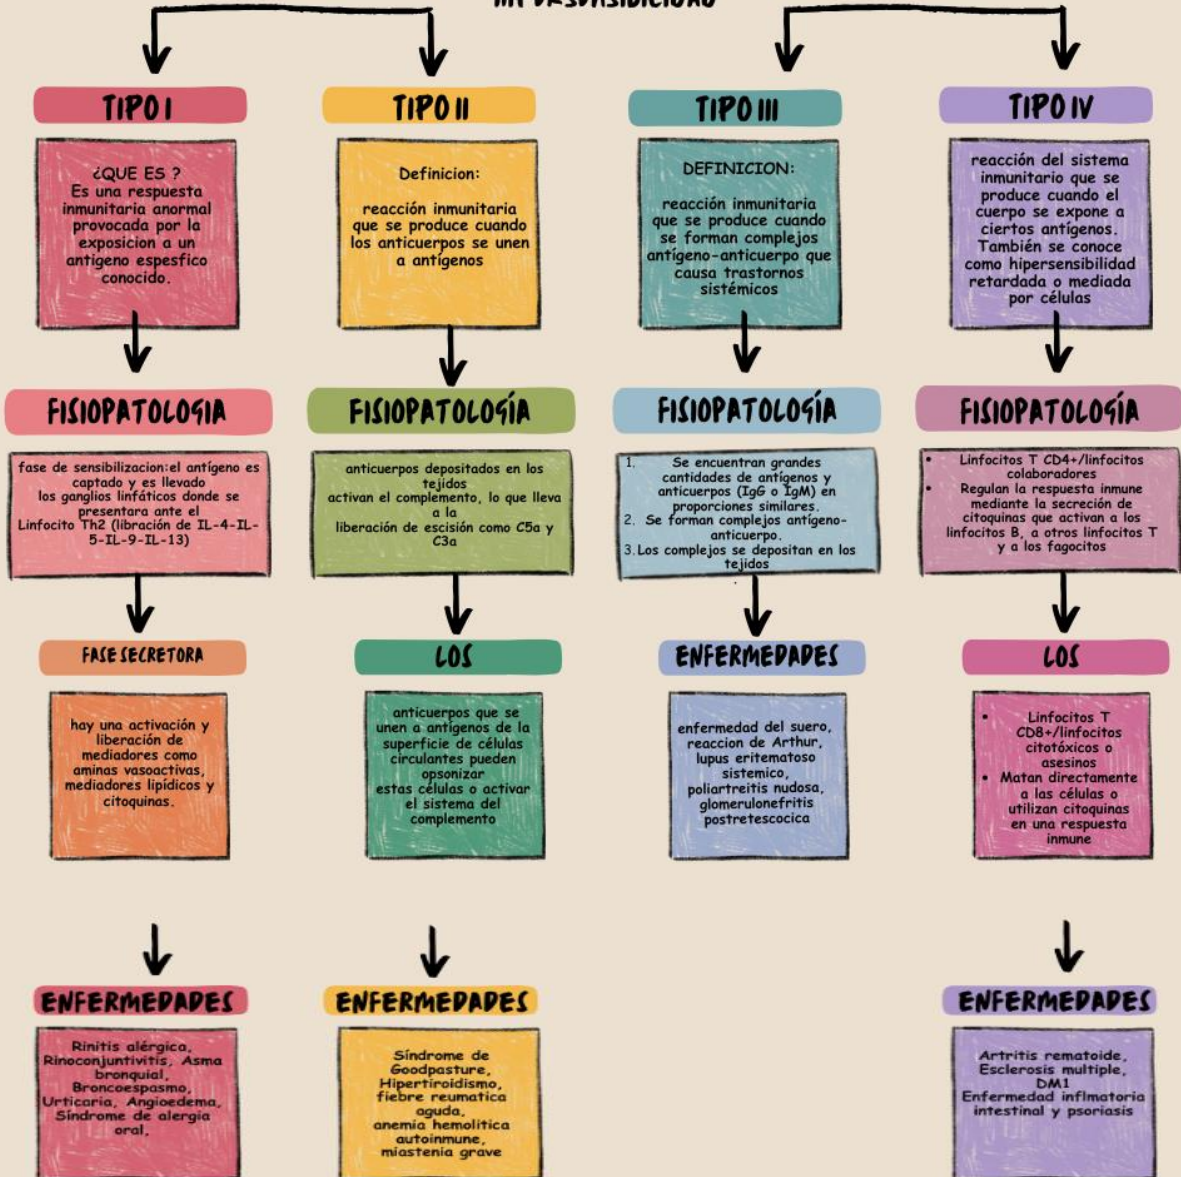 TIPO I
¿QUE ES ?
Es una respuesta
inmunitaria anormal
provocada por la
exposicion a un
antígeno espesfico
conocido.
FISIOPATOLOGIA
fase de sensibilizacion:el antígeno es
captado y es llevado
los ganglios linfáticos donde se
presentara ante el
Linfocito Th2 (libración de IL-4-IL-
5-IL-9-IL-13)
FASE SECRETORA
hay una activación y
liberación de
mediadores como
aminas vasoactivas,
mediadores lipídicos y
citoquinas.
ENFERMEDADES
Rinitis alérgica,
Rinoconjuntivitis, Asma
bronquial,
Broncoespasmo,
Urticaria, Angioedema,
Síndrome de alergia
oral,
TIPO II
Definicion:
reacción inmunitaria
que se produce cuando
los anticuerpos se unen
a antígenos
FISIOPATOLOGÍA
anticuerpos depositados en los
tejidos
activan el complemento, lo que lleva
a la
liberación de escisión como C5a y
C3a
LOS
anticuerpos que se
unen a antígenos de la
superficie de células
circulantes pueden
opsonizar
estas células o activar
el sistema del
complemento
ENFERMEDADES
Síndrome de
Goodpasture,
Hipertiroidismo,
fiebre reumatica
aguda,
anemia hemolitica
autoinmune,
miastenia grave
TIPO III
DEFINICION:
reacción inmunitaria
que se produce cuando
se forman complejos
antígeno-anticuerpo que
causa trastornos
sistémicos
FISIOPATOLOGÍA
1. Se encuentran grandes
cantidades de antígenos y
anticuerpos (IgG o IgM) en
proporciones similares.
2. Se forman complejos antígeno-
anticuerpo.
3. Los complejos se depositan en los
tejidos
.
ENFERMEDADES
enfermedad del suero,
reaccion de Arthur,
lupus eritematoso
sistemico,
poliartreitis nudosa,
glomerulonefritis
postretescocica
TIPO IV
reacción del sistema
inmunitario que se
produce cuando el
cuerpo se expone a
ciertos antígenos.
También se conoce
como hipersensibilidad
retardada o mediada
por células
FISIOPATOLOGÍA
• Linfocitos T CD4+/linfocitos
colaboradores
• Regulan la respuesta inmune
mediante la secreción de
citoquinas que activan a los
linfocitos B, a otros linfocitos T
y a los fagocitos
LOS
• Linfocitos T
CD8+/linfocitos
citotóxicos o
asesinos
• Matan directamente
a las células o
utilizan citoquinas
en una respuesta
inmune
ENFERMEDADES
Artritis rematoide,
Esclerosis multiple,
DM1
Enfermedad inflmatoria
intestinal y psoriasis